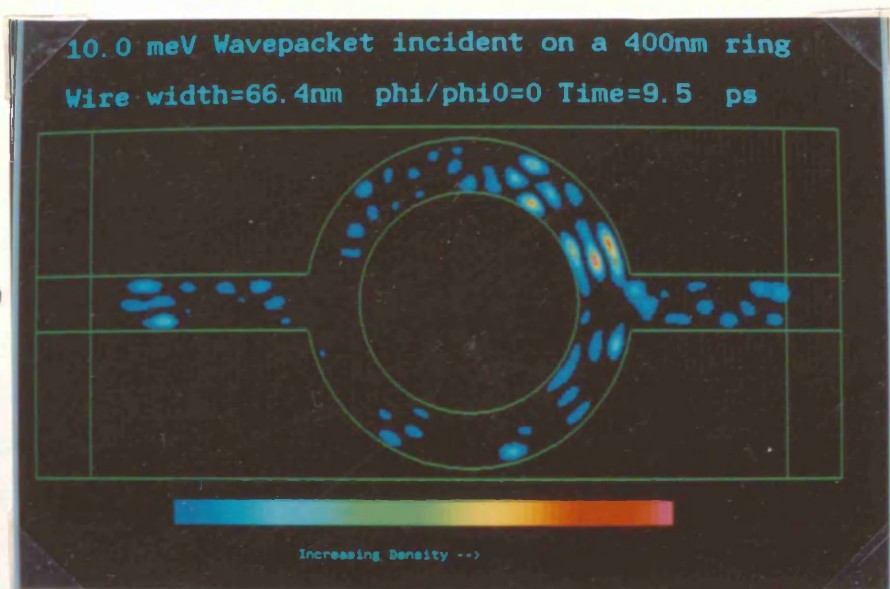 10.0 meV Wavepacket incident on a 400nm ring
Wire width=66.4nm phi/phi0=0 Time=9.5 ps
Increasing Density -->